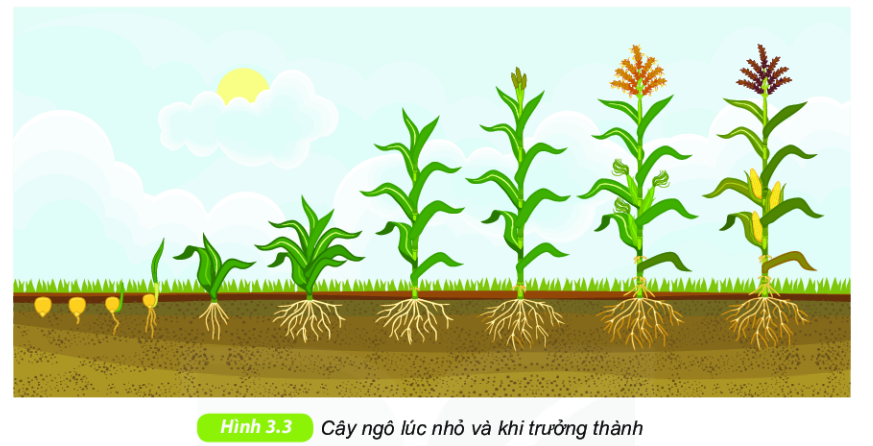 Hình 3.3 Cây ngô lúc nhỏ và khi trưởng thành